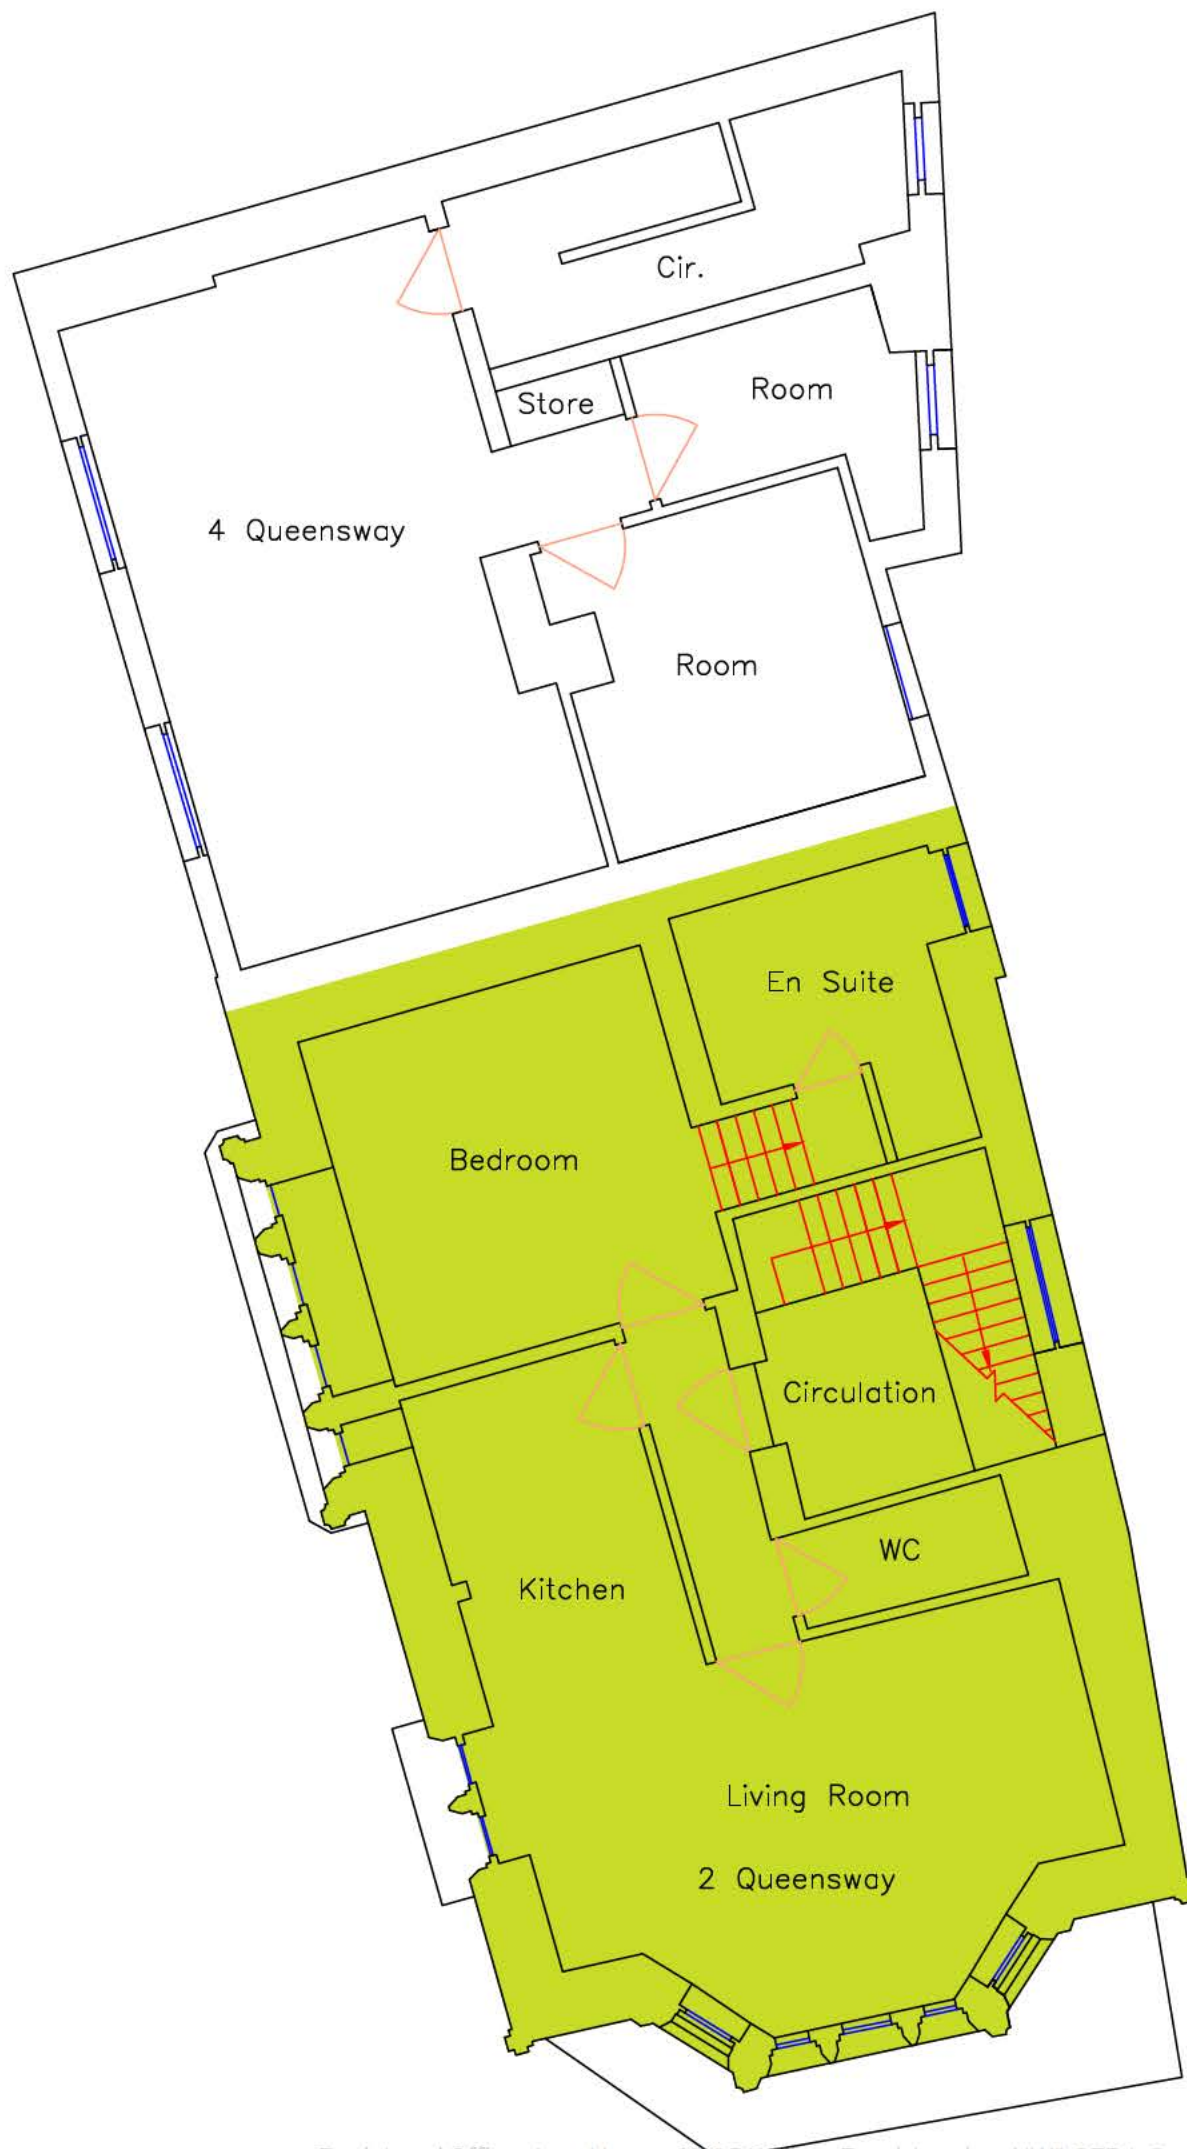 Cir.
Room
Store
4 Queensway
Room
En Suite
Bedroom
Circulation
WC
Kitchen
Living Room
2 Queensway